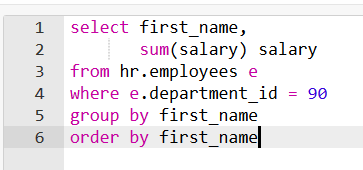 1 select first_name,
2 sum(salary) salary
3 from hr.employees e
4 where e.department_id = 90
5 group by first_name
6 order by first_name